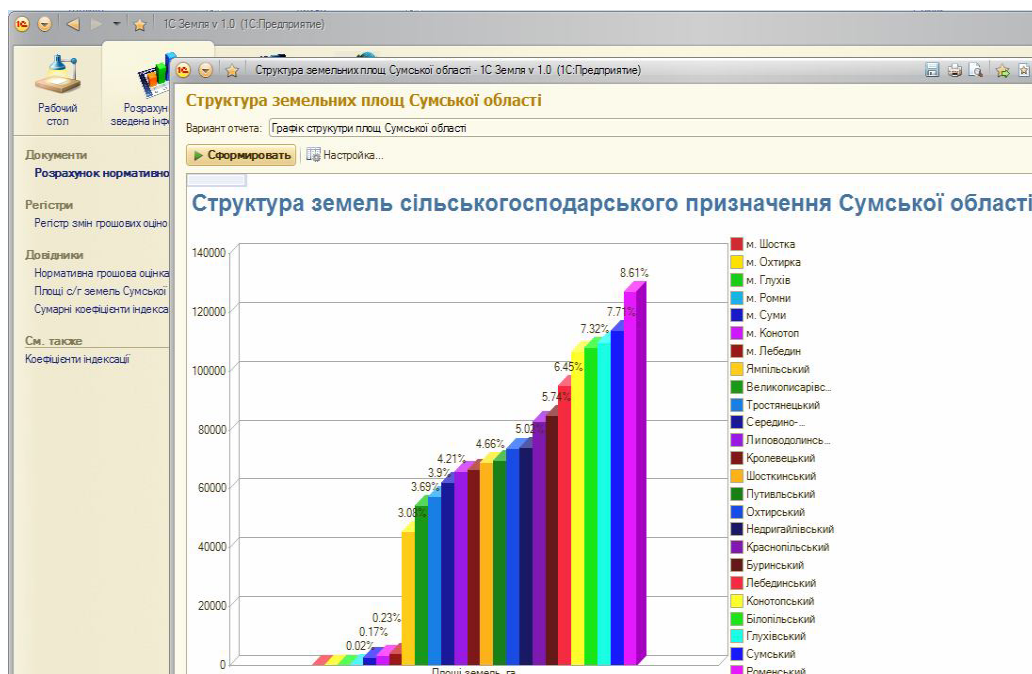 1С Земля v 1.0 (1С:Предприятие)
Рабочий
стол
Розрахун
зведена інф
Структура земельних площ Сумської області - 1С Земля v 1.0 (1С:Предприятие)
Структура земельних площ Сумської області
Вариант отчета: Графік струкутри площ Сумської області
Сформировать Настройка...
Документи
Розрахунок нормативно
Регістри
Регістр змін грошових оціно
Довідники
Нормативна грошова оцінка
Площі с/г земель Сумської
Сумарні коефіцієнти індекса
См. также
Коефіцієнти індексації
Структура земель сільськогосподарського призначення Сумської області
140000
120000
100000
80000
60000
40000
20000
0
0.02%
0.17%
0.23%
3.08%
3.69%
3.9%
4.21%
4.66%
5.02%
5.74%
6.45%
7.32%
7.71%
8.61%
Площі земель, га
м. Шостка
м. Охтирка
м. Глухів
м. Ромни
м. Суми
м. Конотоп
м. Лебедин
Ямпільський
Великописарівс...
Тростянецький
Середино-...
Липоводолинсь...
Кролевецький
Шосткинський
Путивльський
Охтирський
Недригайлівський
Краснопільський
Буринський
Лебединський
Конотопський
Білопільський
Глухівський
Сумський
Роменський